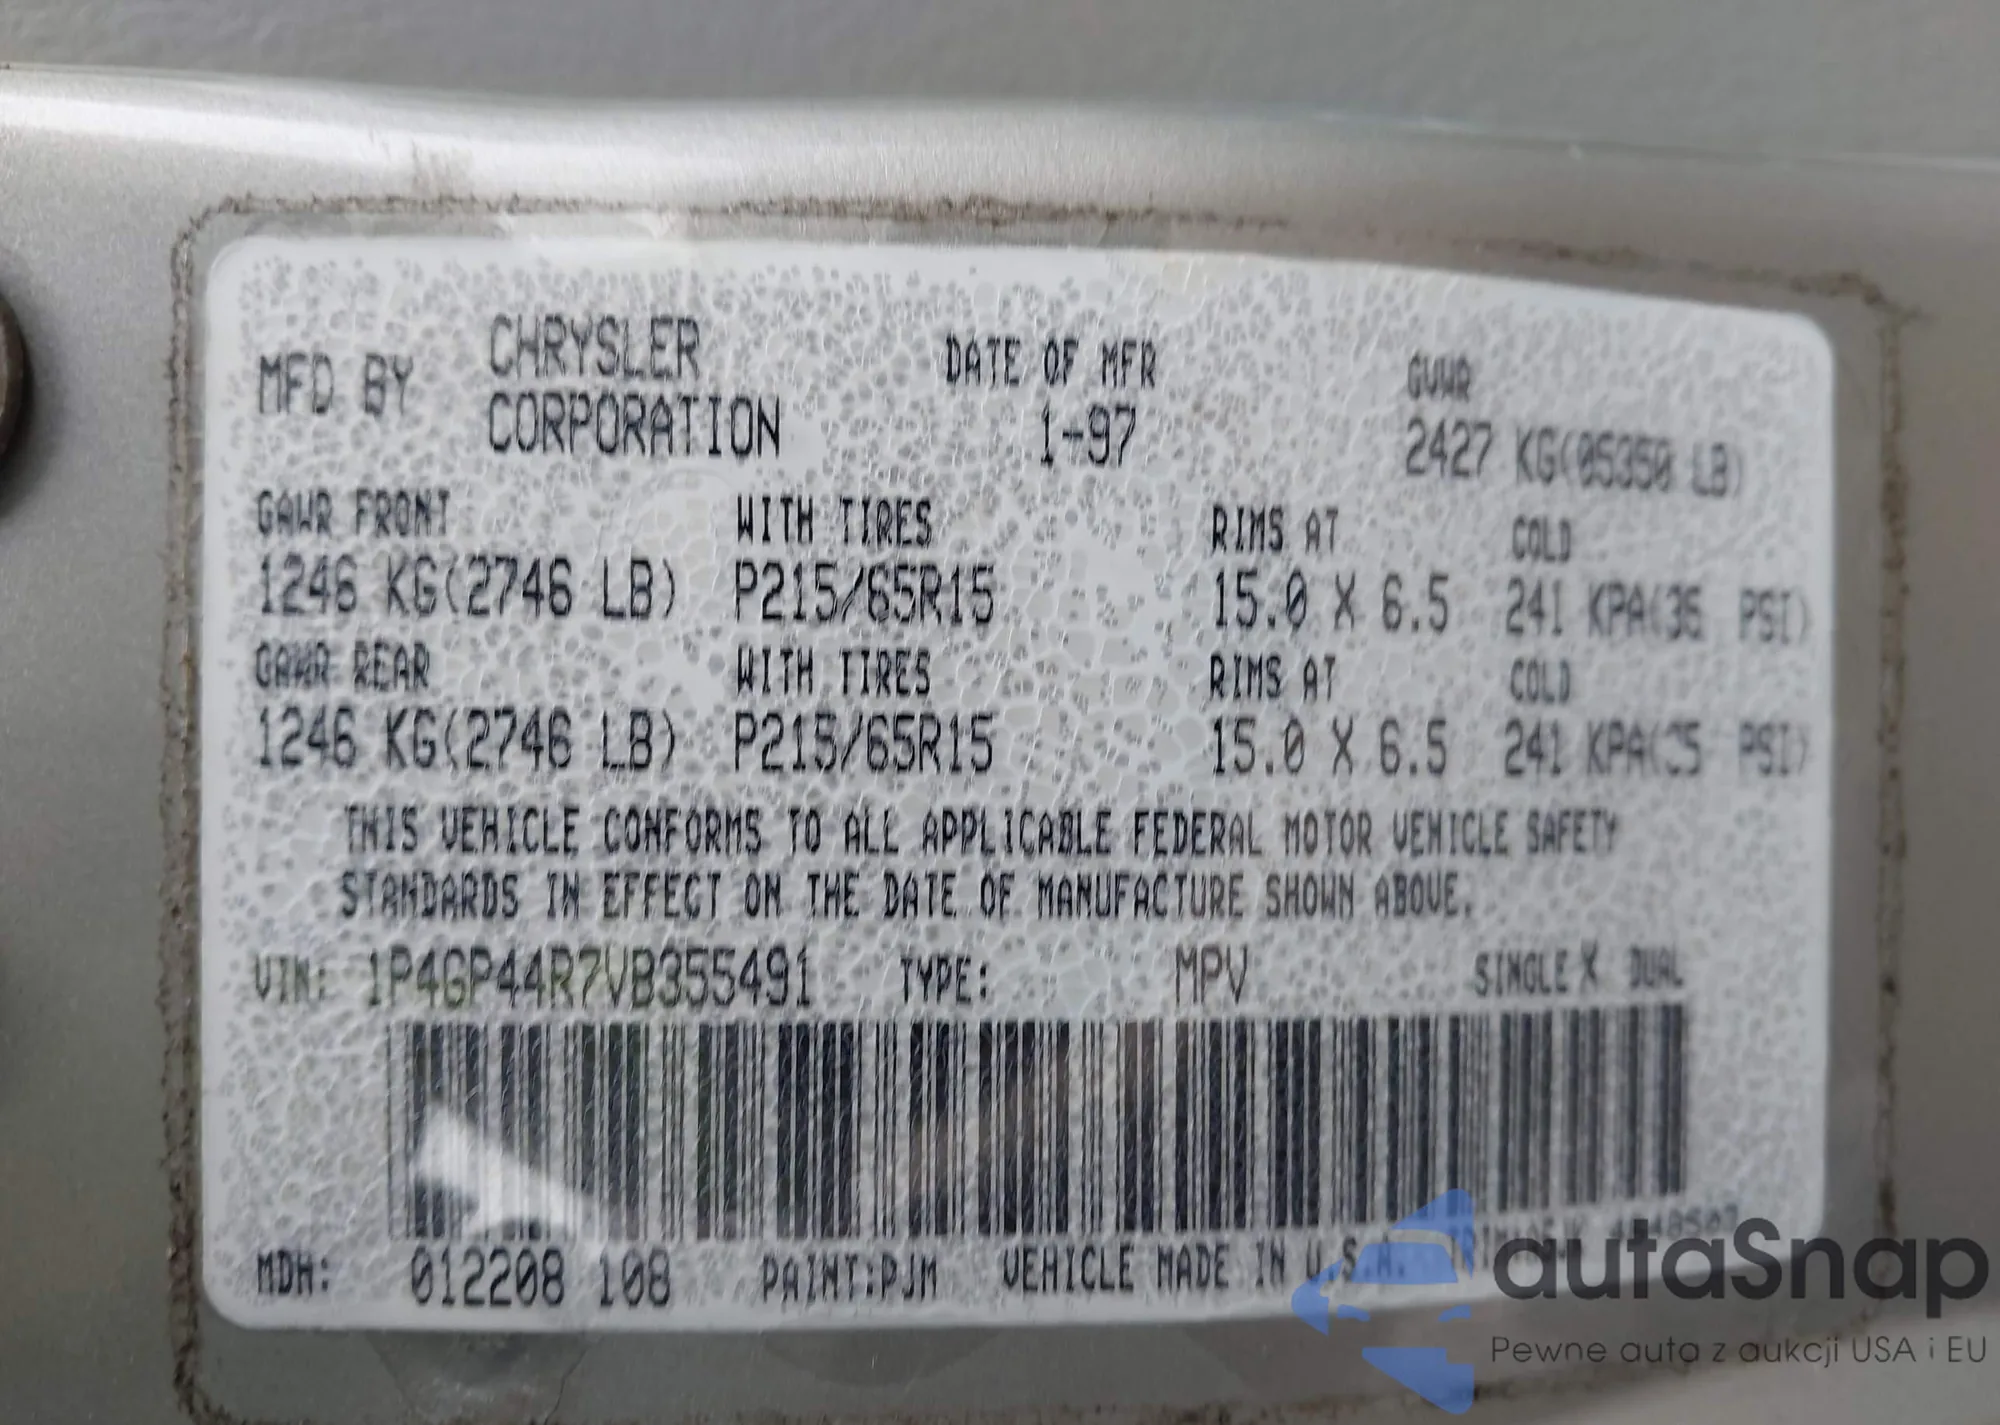 MFD BY CHRYSLER CORPORATION DATE OF MFR 1-97 GVWR 2427 KG(05350 LB)
GAWR FRONT WITH TIRES RIMS AT COLD
1246 KG(2746 LB) P215/65R15 15.0 X 6.5 241 KPA(35 PSI)
GAWR REAR WITH TIRES RIMS AT COLD
1246 KG(2746 LB) P215/65R15 15.0 X 6.5 241 KPA(35 PSI)
THIS VEHICLE CONFORMS TO ALL APPLICABLE FEDERAL MOTOR VEHICLE SAFETY
STANDARDS IN EFFECT ON THE DATE OF MANUFACTURE SHOWN ABOVE.
VIN: 1P4GP44R7VB355491 TYPE: MPV SINGLE X DUAL
MDH: 012208 108 PAINT:PJM VEHICLE MADE IN U.S.A.
autaSnap
Pewne auta z aukcji USA i EU